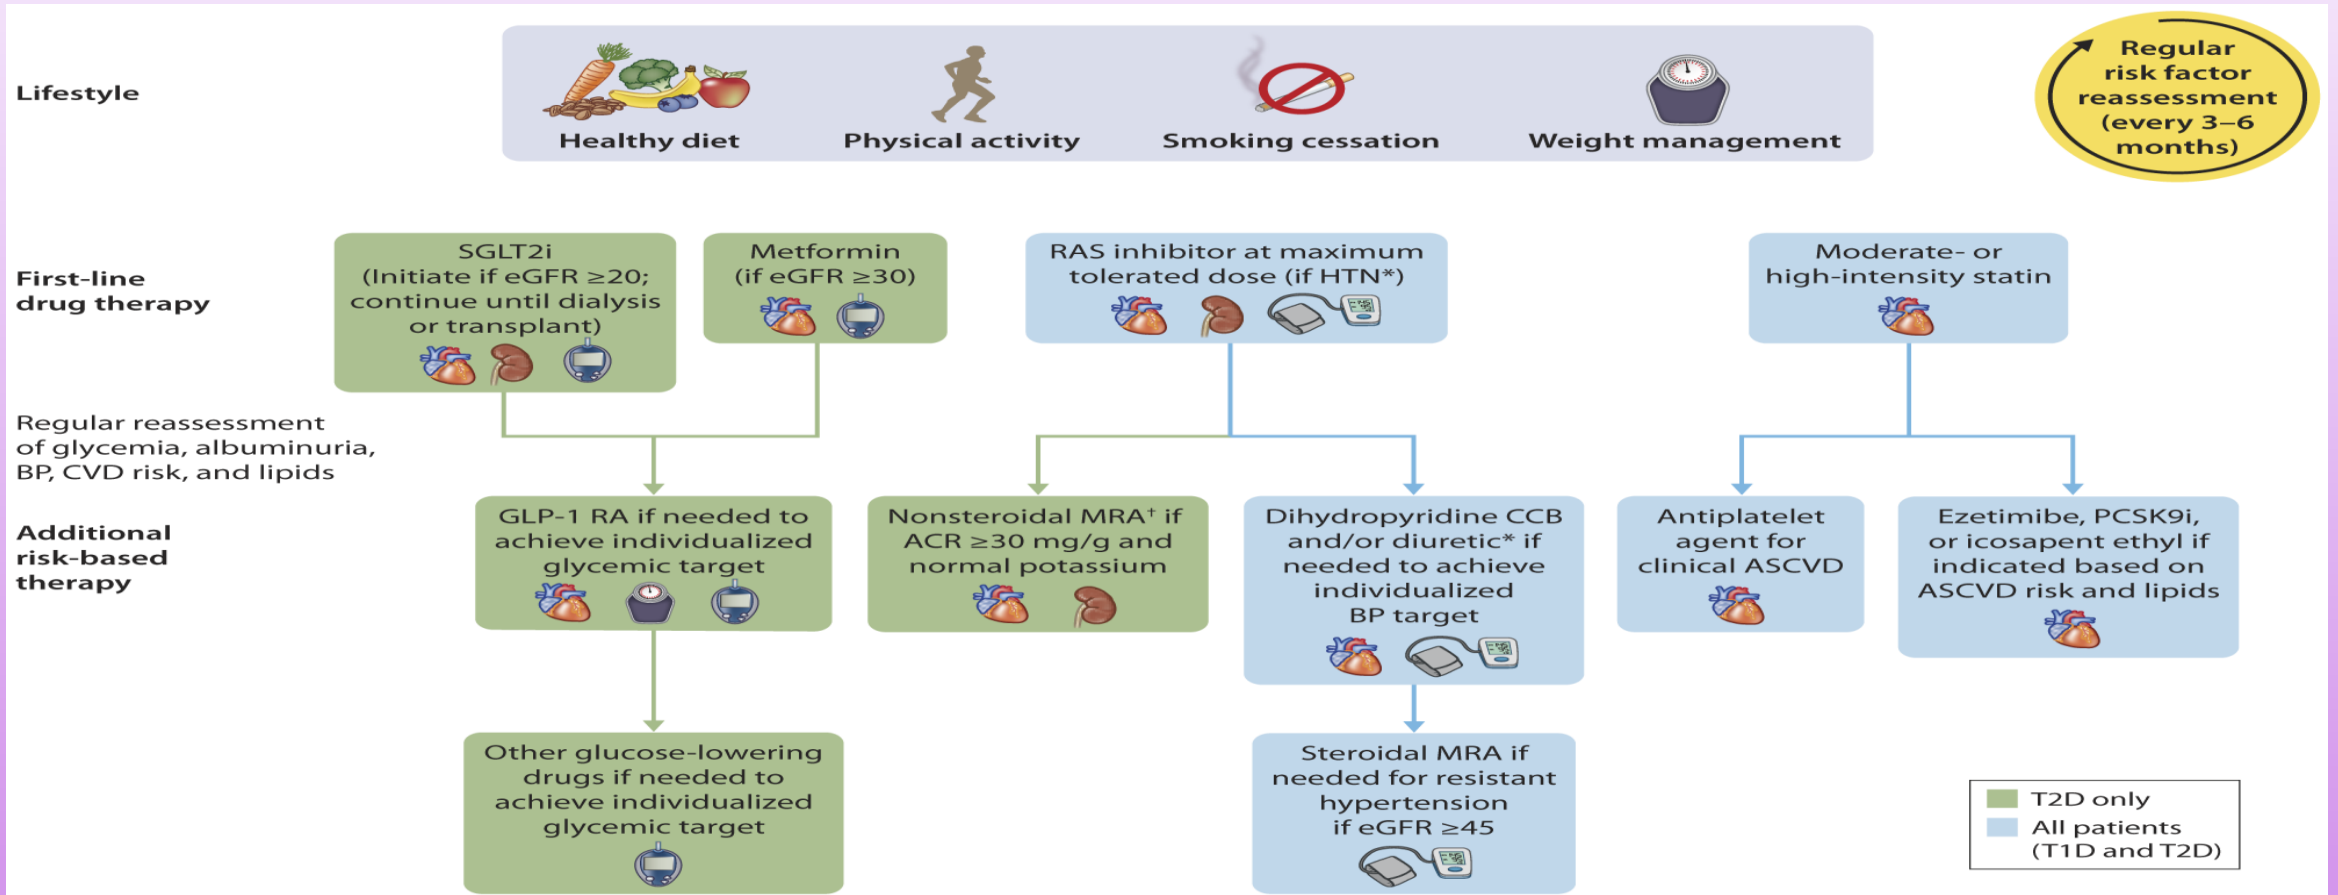 Lifestyle
Healthy diet
Physical activity
Smoking cessation
Weight management
Regular
risk factor
reassessment
(every 3–6
months)
First-line
drug therapy
SGLT2i
(Initiate if eGFR ≥20;
continue until dialysis
or transplant)
Metformin
(if eGFR ≥30)
RAS inhibitor at maximum
tolerated dose (if HTN*)
Moderate- or
high-intensity statin
Regular reassessment
of glycemia, albuminuria,
BP, CVD risk, and lipids
Additional
risk-based
therapy
GLP-1 RA if needed to
achieve individualized
glycemic target
Nonsteroidal MRA† if
ACR ≥30 mg/g and
normal potassium
Dihydropyridine CCB
and/or diuretic* if
needed to achieve
individualized
BP target
Antiplatelet
agent for
clinical ASCVD
Ezetimibe, PCSK9i,
or icosapent ethyl if
indicated based on
ASCVD risk and lipids
Other glucose-lowering
drugs if needed to
achieve individualized
glycemic target
Steroidal MRA if
needed for resistant
hypertension
if eGFR ≥45
T2D only
All patients
(T1D and T2D)